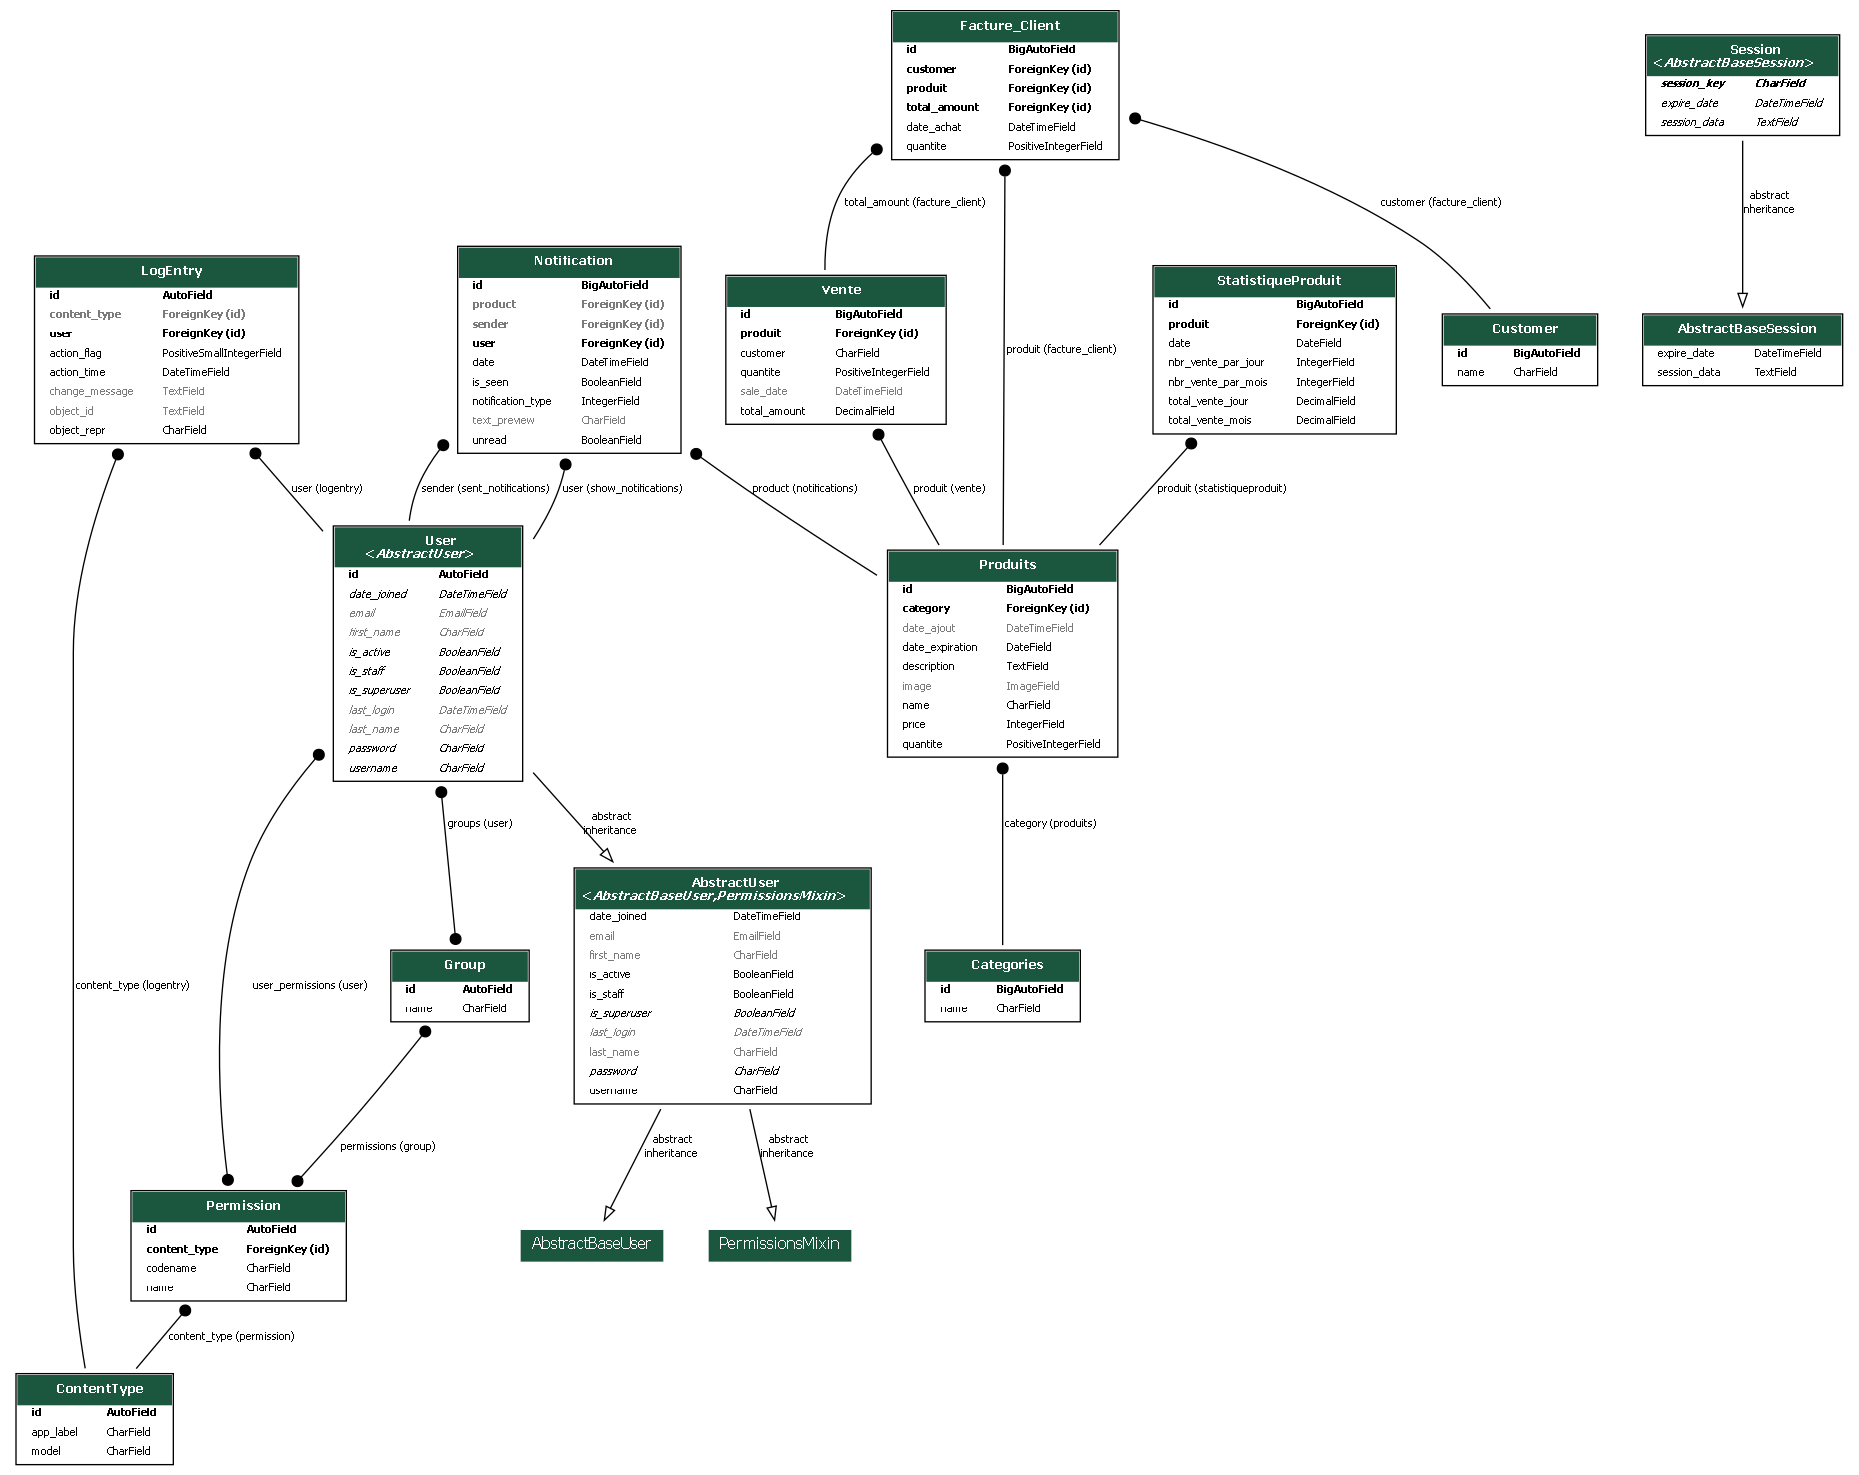 Facture_Client
id BigAutoField
customer ForeignKey (id)
produit ForeignKey (id)
total_amount ForeignKey (id)
date_achat DateTimeField
quantite PositiveIntegerField
Session
<AbstractBaseSession>
session_key CharField
expire_date DateTimeField
session_data TextField
total_amount (facture_client)
customer (facture_client)
abstract
nheritance
LogEntry
id AutoField
content_type ForeignKey (id)
user ForeignKey (id)
action_flag PositiveSmallIntegerField
action_time DateTimeField
change_message TextField
object_id TextField
object_repr CharField
Notification
id BigAutoField
product ForeignKey (id)
sender ForeignKey (id)
user ForeignKey (id)
date DateTimeField
is_seen BooleanField
notification_type IntegerField
text_preview CharField
unread BooleanField
Vente
id BigAutoField
produit ForeignKey (id)
customer CharField
quantite PositiveIntegerField
sale_date DateTimeField
total_amount DecimalField
produit (facture_client)
StatistiqueProduit
id BigAutoField
produit ForeignKey (id)
date DateField
nbr_vente_par_jour IntegerField
nbr_vente_par_mois IntegerField
total_vente_jour DecimalField
total_vente_mois DecimalField
Customer
id BigAutoField
name CharField
AbstractBaseSession
expire_date DateTimeField
session_data TextField
user (logentry)
sender (sent_notifications)
user (show_notifications)
product (notifications)
produit (vente)
produit (statistiqueproduit)
User
<AbstractUser>
id AutoField
date_joined DateTimeField
email EmailField
first_name CharField
is_active BooleanField
is_staff BooleanField
is_superuser BooleanField
last_login DateTimeField
last_name CharField
password CharField
username CharField
Produits
id BigAutoField
category ForeignKey (id)
date_ajout DateTimeField
date_expiration DateField
description TextField
image ImageField
name CharField
price IntegerField
quantite PositiveIntegerField
groups (user)
abstract
inheritance
category (produits)
AbstractUser
<AbstractBaseUser,PermissionsMixin>
date_joined DateTimeField
email EmailField
first_name CharField
is_active BooleanField
is_staff BooleanField
is_superuser BooleanField
last_login DateTimeField
last_name CharField
password CharField
username CharField
content_type (logentry)
user_permissions (user)
Group
id AutoField
name CharField
Categories
id BigAutoField
name CharField
permissions (group)
abstract
inheritance
abstract
inheritance
Permission
id AutoField
content_type ForeignKey (id)
codename CharField
name CharField
AbstractBaseUser
PermissionsMixin
content_type (permission)
ContentType
id AutoField
app_label CharField
model CharField